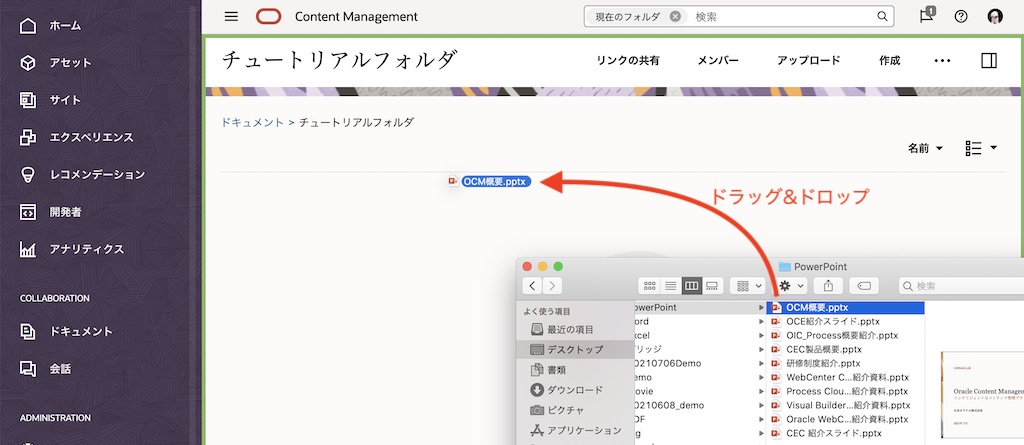 ホーム
アセット
サイト
エクスペリエンス
レコメンデーション
開発者
アナリティクス
COLLABORATION
ドキュメント
会話
ADMINISTRATION
Content Management
現在のフォルダ
検索
1
チュートリアルフォルダ
リンクの共有 メンバー アップロード 作成
ドキュメント > チュートリアルフォルダ
名前
OCM概要.pptx
ドラッグ&ドロップ
PowerPoint
検索
よく使う項目
最近の項目
デスクトップ
書類
ダウンロード
ピクチャ
アプリケーション
owerPoint
ord
xcel
リッジ
0210706Demo
emo
ovie
0210608_demo
DF
g
OCM概要.pptx
OCE紹介スライド.pptx
OIC_Process概要紹介.pptx
CEC製品概要.pptx
研修制度紹介.pptx
WebCenter C...紹介資料.pptx
Process Clou...紹介資料.pptx
Visual Builder...紹介資料.pptx
Oracle WebC...紹介資料.pptx
CEC 紹介スライド.pptx
Oracle Content Manage